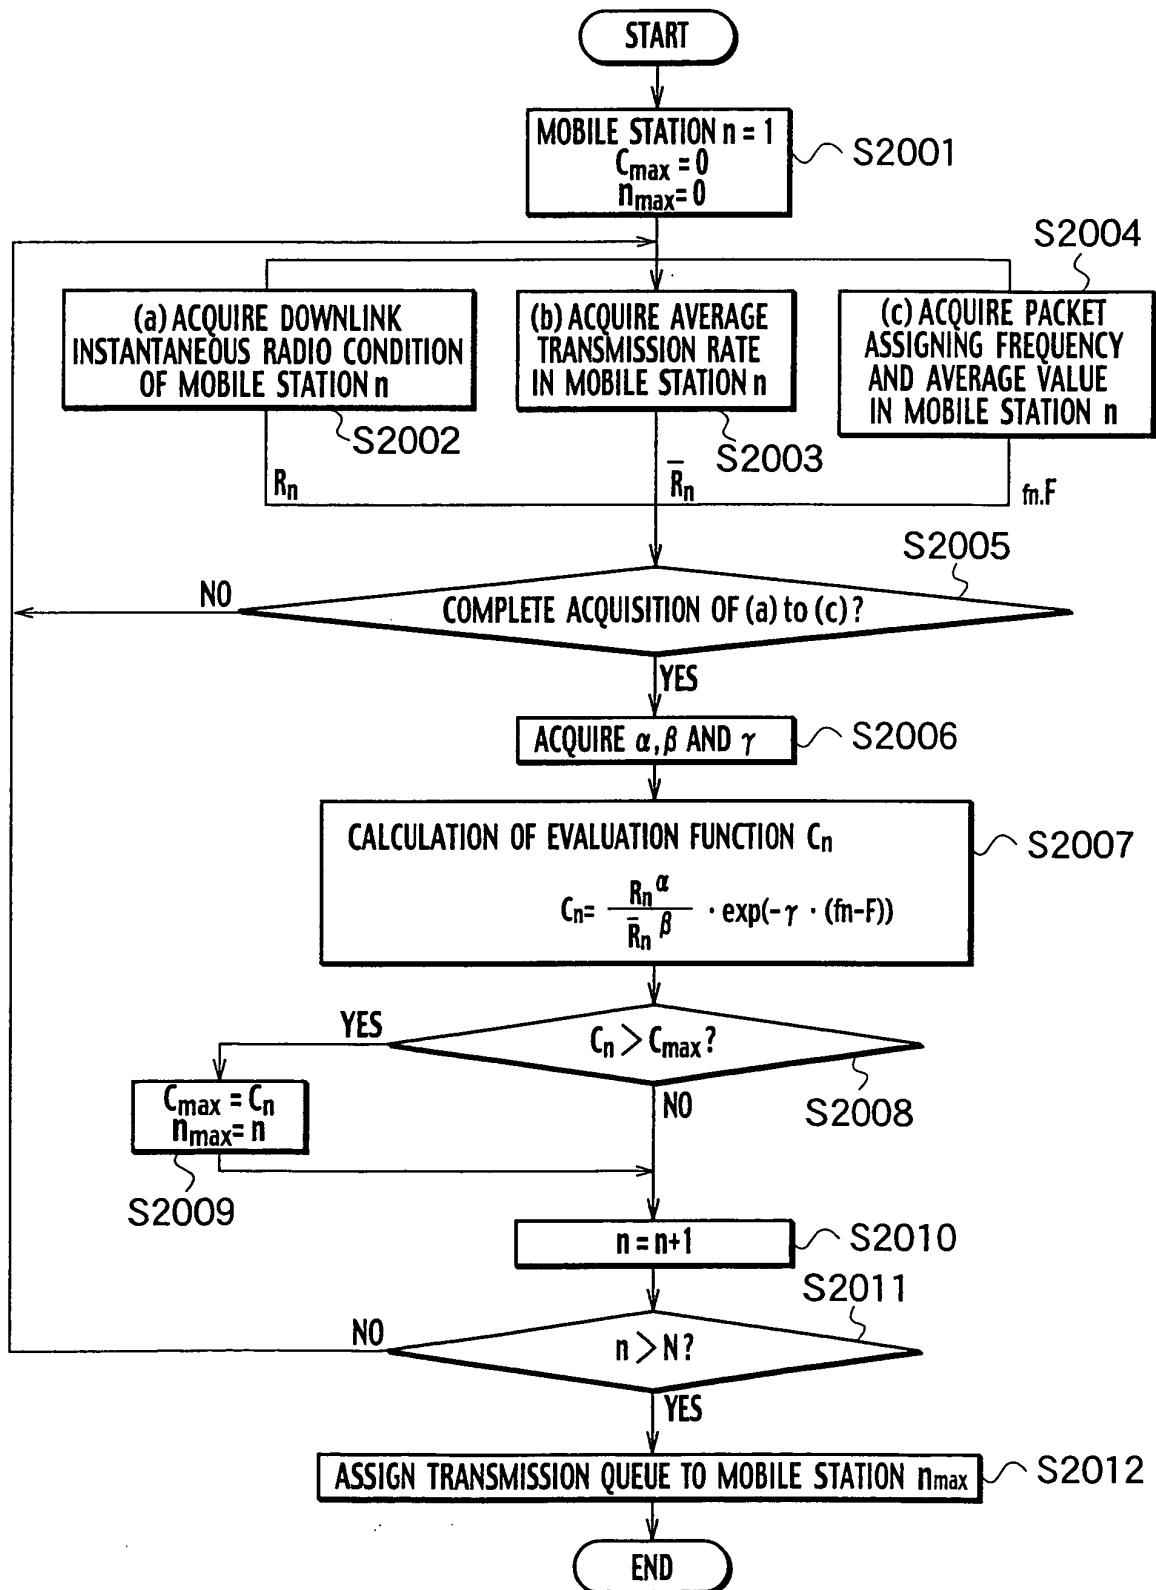 START
MOBILE STATION n = 1
Cmax = 0
nmax = 0
S2001
S2004
(a) ACQUIRE DOWNLINK
INSTANTANEOUS RADIO CONDITION
OF MOBILE STATION n
(b) ACQUIRE AVERAGE
TRANSMISSION RATE
IN MOBILE STATION n
(c) ACQUIRE PACKET
ASSIGNING FREQUENCY
AND AVERAGE VALUE
IN MOBILE STATION n
S2002
S2003
Rn
R̄n
fn.F
S2005
NO
COMPLETE ACQUISITION OF (a) to (c) ?
YES
ACQUIRE α, β AND γ
S2006
CALCULATION OF EVALUATION FUNCTION Cn
Cn = Rn^α / R̄n^β · exp(-γ · (fn-F))
S2007
YES
Cn > Cmax ?
S2008
NO
Cmax = Cn
nmax = n
S2009
n = n+1
S2010
S2011
NO
n > N ?
YES
ASSIGN TRANSMISSION QUEUE TO MOBILE STATION nmax
S2012
END